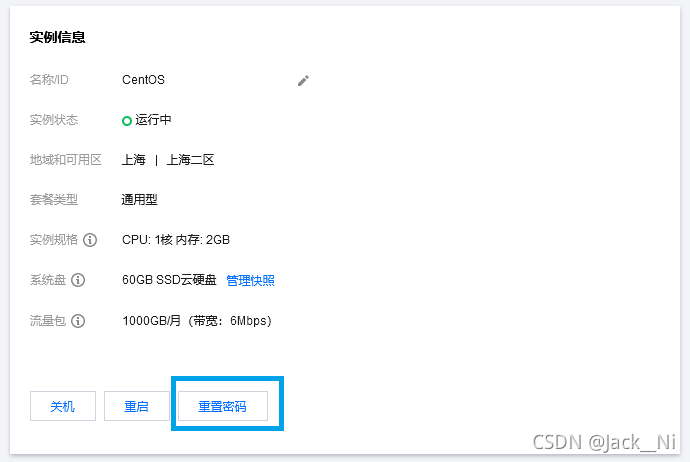 实例信息
名称/ID CentOS
实例状态 运行中
地域和可用区 上海 | 上海二区
套餐类型 通用型
实例规格 CPU: 1核 内存: 2GB
系统盘 60GB SSD云硬盘 管理快照
流量包 1000GB/月（带宽：6Mbps）
关机 重启 重置密码
CSDN @Jack__Ni